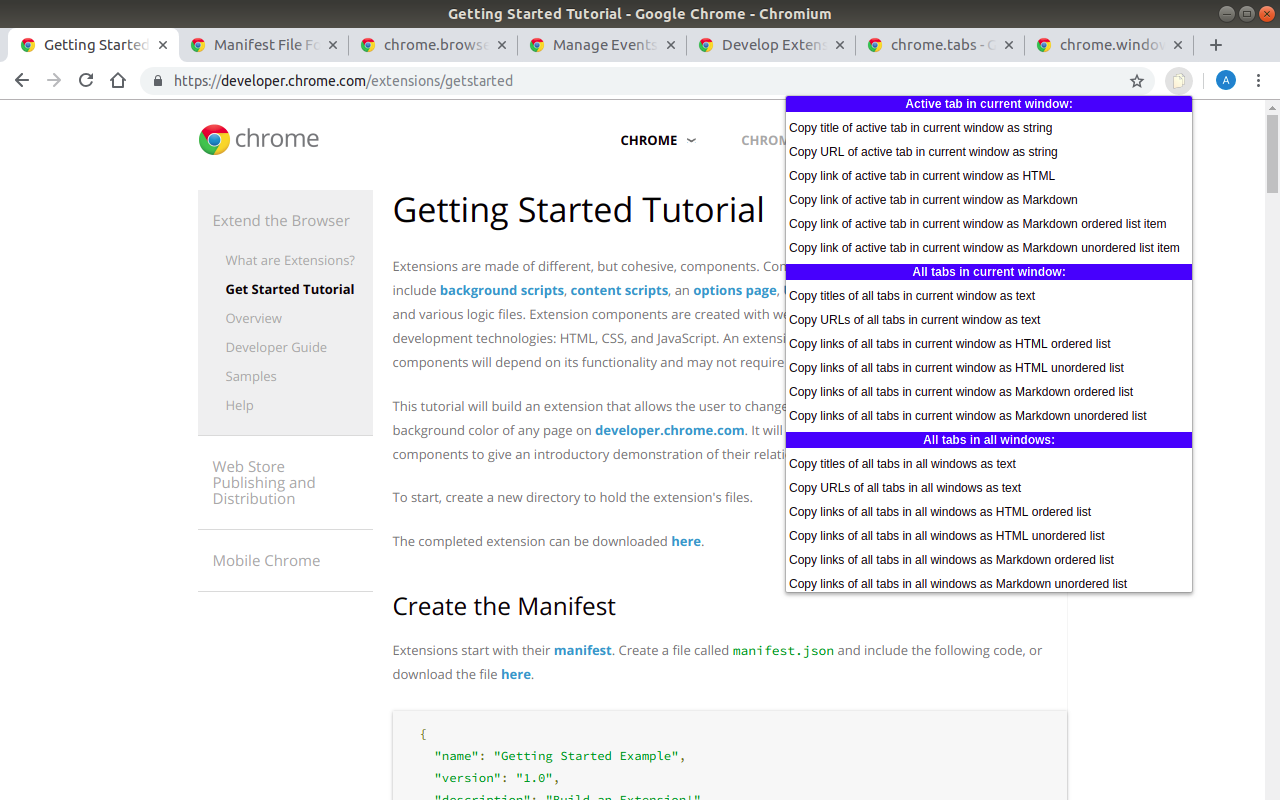 Getting Started Tutorial - Google Chrome - Chromium
Getting Started
Manifest File Fo
chrome.browse
Manage Events
Develop Exten
chrome.tabs - C
chrome.window
https://developer.chrome.com/extensions/getstarted
A
chrome
CHROME
CHROM
Extend the Browser
What are Extensions?
Get Started Tutorial
Overview
Developer Guide
Samples
Help
Web Store
Publishing and
Distribution
Mobile Chrome
Getting Started Tutorial
Extensions are made of different, but cohesive, components. Con
include background scripts, content scripts, an options page,
and various logic files. Extension components are created with we
development technologies: HTML, CSS, and JavaScript. An extensi
components will depend on its functionality and may not require
This tutorial will build an extension that allows the user to change
background color of any page on developer.chrome.com. It will
components to give an introductory demonstration of their relati
To start, create a new directory to hold the extension's files.
The completed extension can be downloaded here.
Create the Manifest
Extensions start with their manifest. Create a file called manifest.json and include the following code, or
download the file here.
{
"name": "Getting Started Example",
"version": "1.0",
"description": "Build an Extension!"
Active tab in current window:
Copy title of active tab in current window as string
Copy URL of active tab in current window as string
Copy link of active tab in current window as HTML
Copy link of active tab in current window as Markdown
Copy link of active tab in current window as Markdown ordered list item
Copy link of active tab in current window as Markdown unordered list item
All tabs in current window:
Copy titles of all tabs in current window as text
Copy URLs of all tabs in current window as text
Copy links of all tabs in current window as HTML ordered list
Copy links of all tabs in current window as HTML unordered list
Copy links of all tabs in current window as Markdown ordered list
Copy links of all tabs in current window as Markdown unordered list
All tabs in all windows:
Copy titles of all tabs in all windows as text
Copy URLs of all tabs in all windows as text
Copy links of all tabs in all windows as HTML ordered list
Copy links of all tabs in all windows as HTML unordered list
Copy links of all tabs in all windows as Markdown ordered list
Copy links of all tabs in all windows as Markdown unordered list